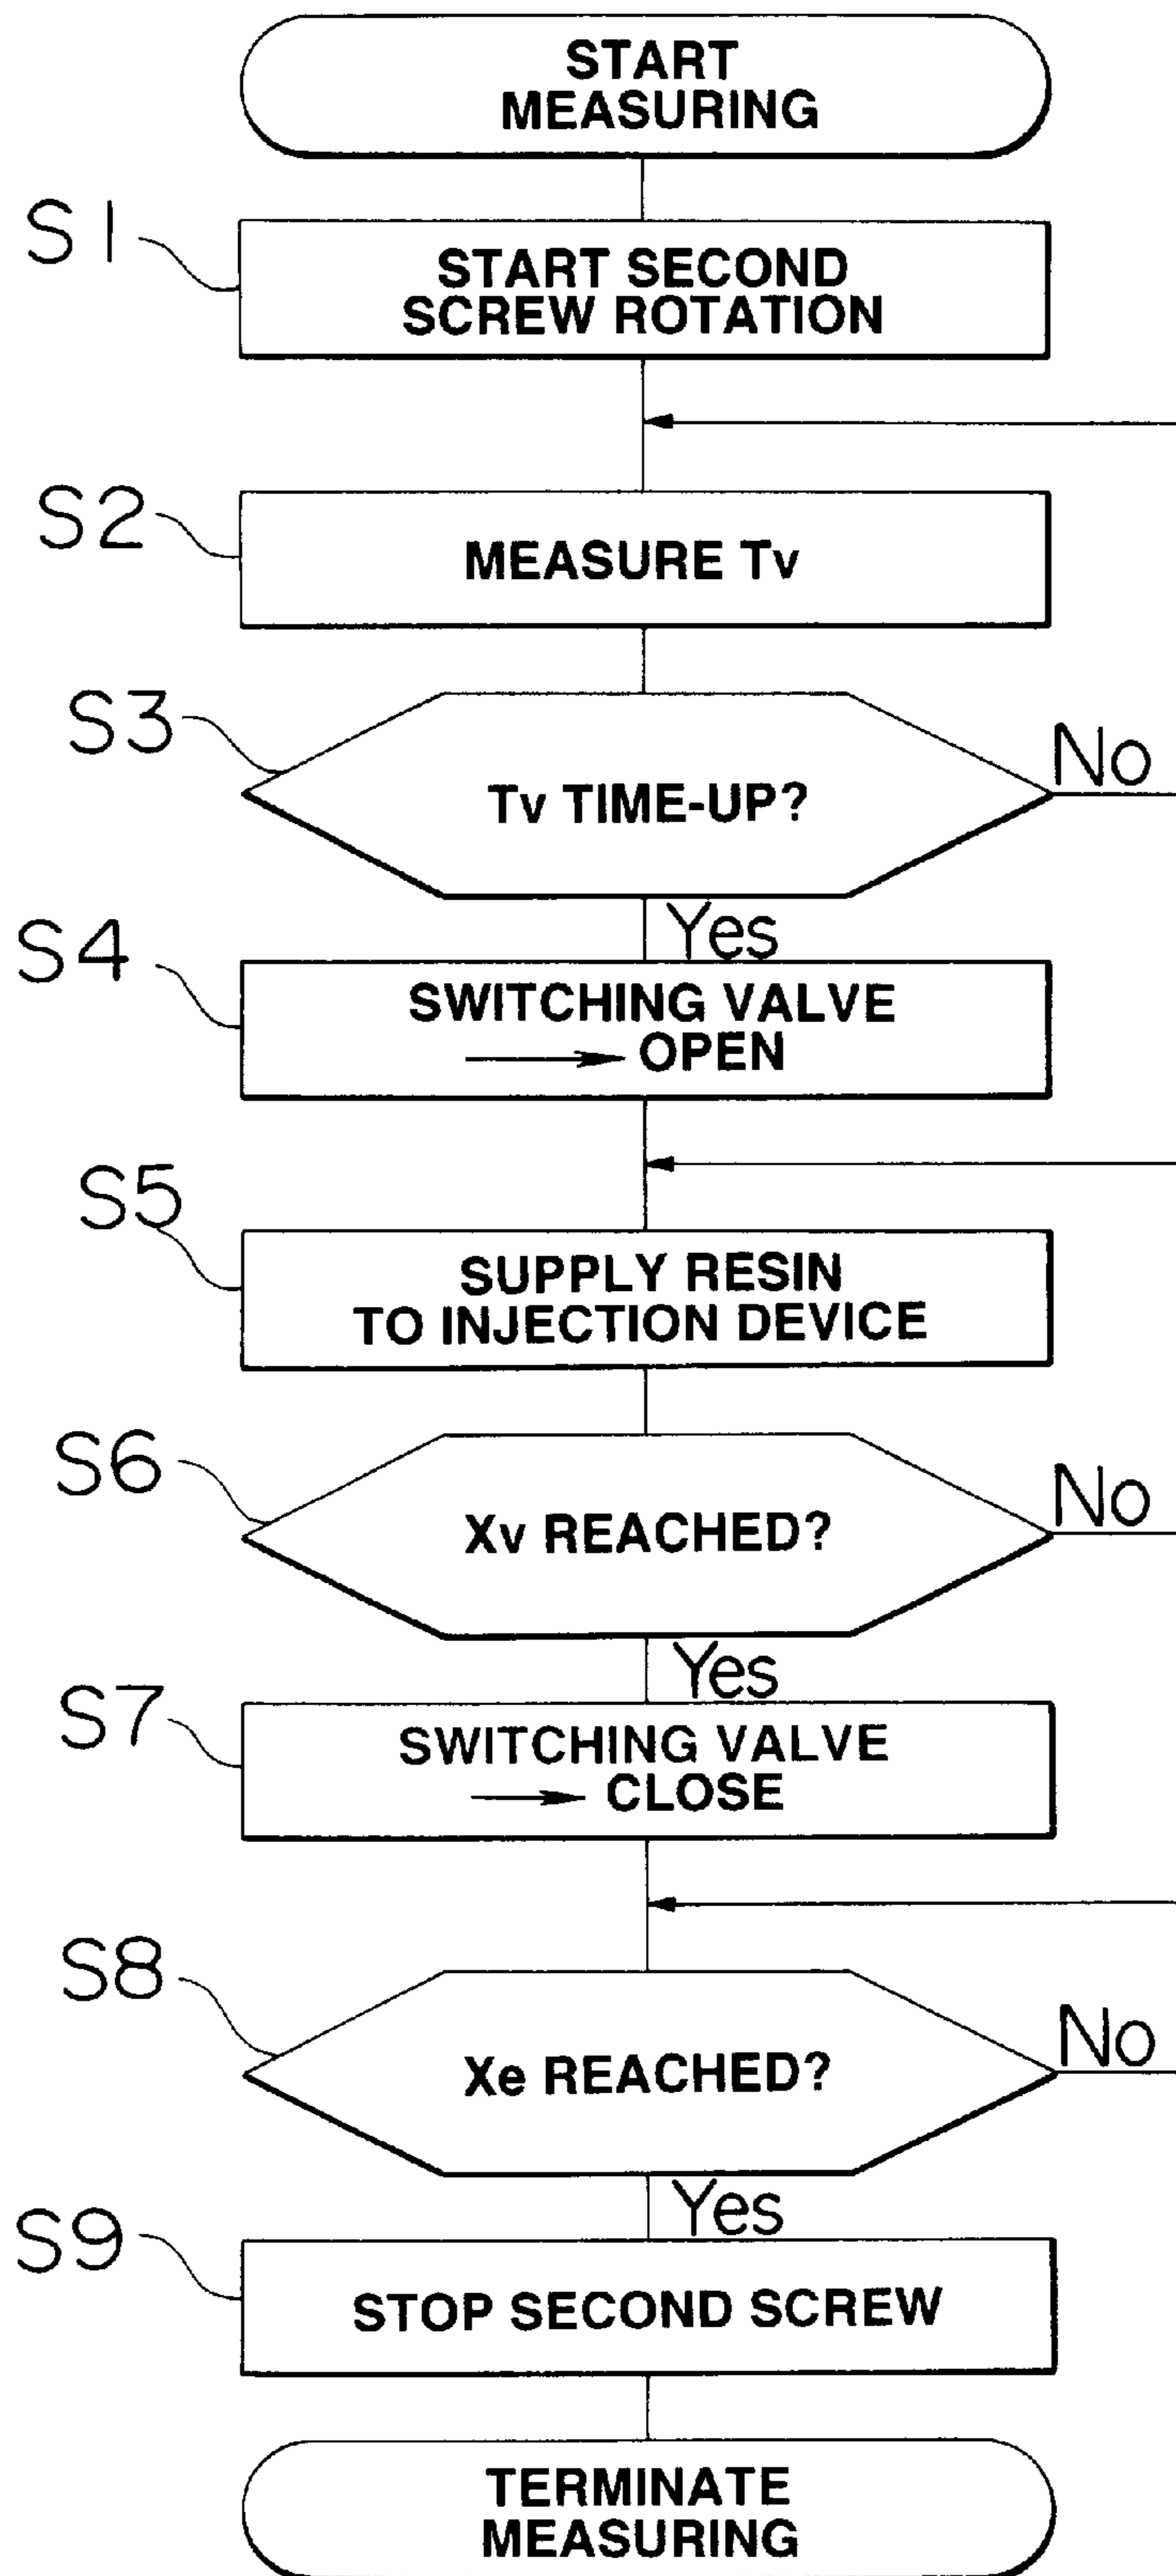 START
MEASURING
S1
START SECOND
SCREW ROTATION
S2
MEASURE Tv
S3
Tv TIME-UP?
No
Yes
S4
SWITCHING VALVE
→ OPEN
S5
SUPPLY RESIN
TO INJECTION DEVICE
S6
Xv REACHED?
No
Yes
S7
SWITCHING VALVE
→ CLOSE
S8
Xe REACHED?
No
Yes
S9
STOP SECOND SCREW
TERMINATE
MEASURING